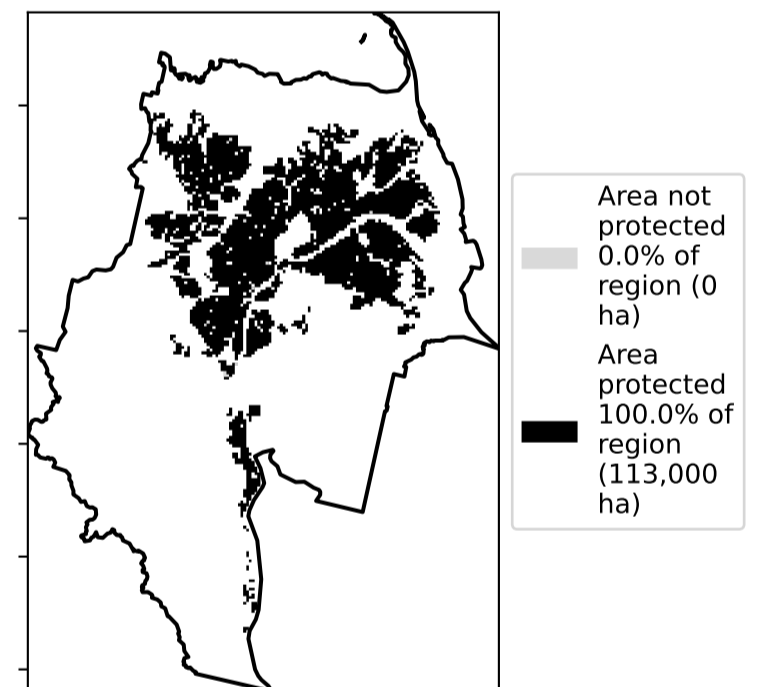 Area not
protected
0.0% of
region (0
ha)
Area
protected
100.0% of
region
(113,000
ha)